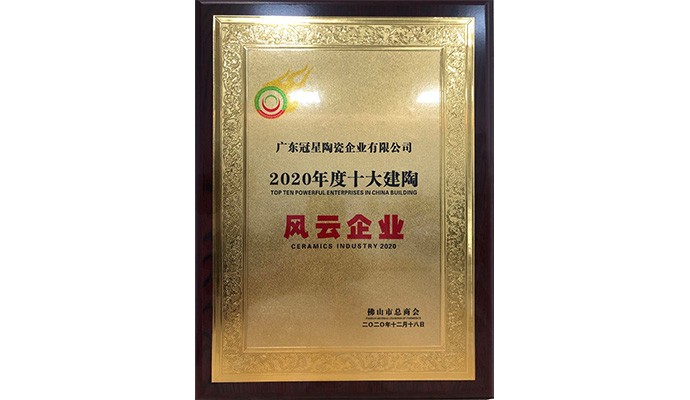 广东冠星陶瓷企业有限公司
2020年度十大建陶
TOP TEN POWERFUL ENTERPRISES IN CHINA BUILDING
风云企业
CERAMICS INDUSTRY 2020
佛山市总商会
二〇二〇年十二月十八日